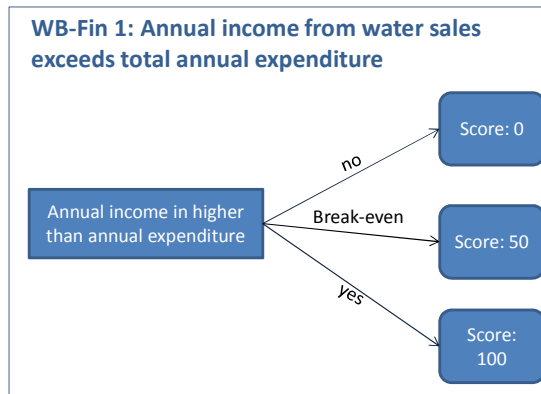 WB-Fin 1: Annual income from water sales
exceeds total annual expenditure
Score: 0
no
Annual income in higher
than annual expenditure
Break-even
Score: 50
yes
Score:
100